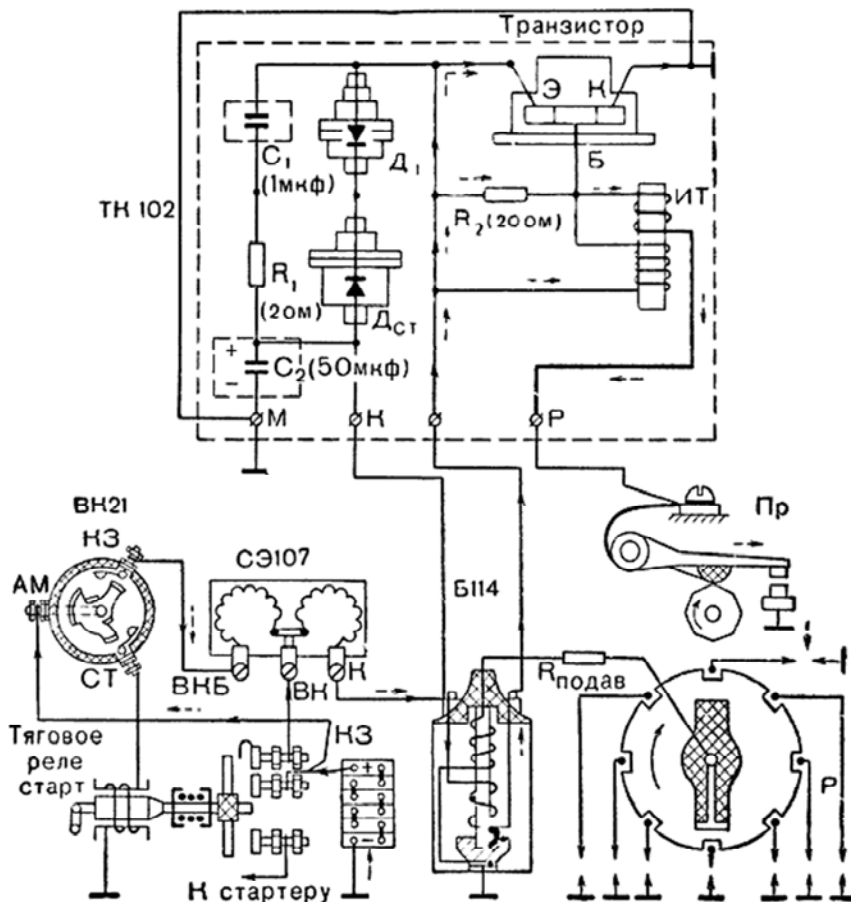 Транзистор
Э К
C₁
(1мкф)
Д₁
Б
ТК 102
R₂(20ом)
ИТ
R₁
(2ом)
Дст
+
−
C₂(50мкф)
М
К
Р
ВК21
КЗ
АМ
СТ
СЭ107
ВКБ
ВК
К
Б114
Пр
Rподав
Тяговое
реле
старт
КЗ
+
−
Р
К стартеру